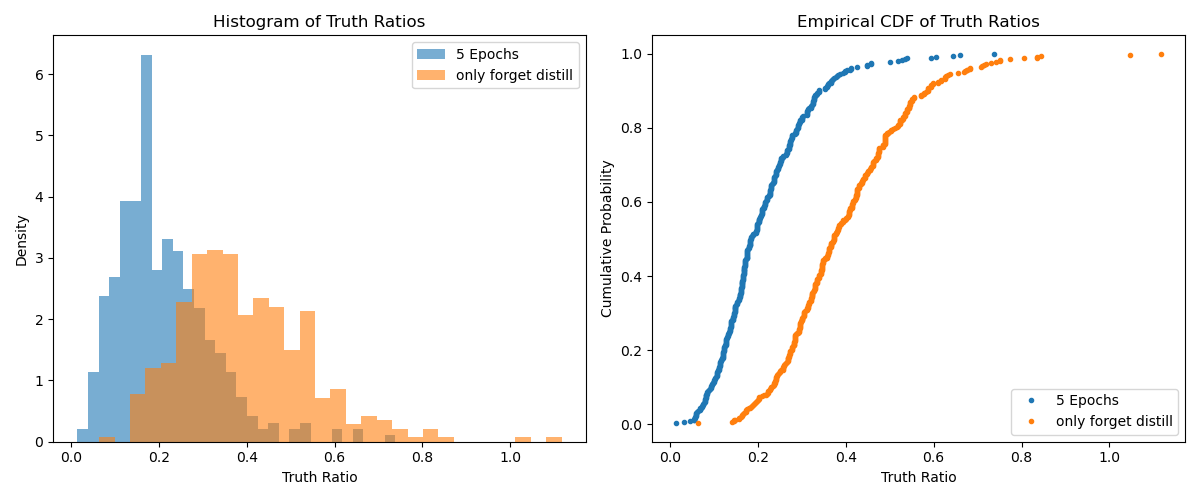 Histogram of Truth Ratios
5 Epochs
only forget distill
6
5
4
3
2
1
0
Density
0.0 0.2 0.4 0.6 0.8 1.0
Truth Ratio
Empirical CDF of Truth Ratios
1.0
0.8
0.6
0.4
0.2
0.0
Cumulative Probability
5 Epochs
only forget distill
0.0 0.2 0.4 0.6 0.8 1.0
Truth Ratio